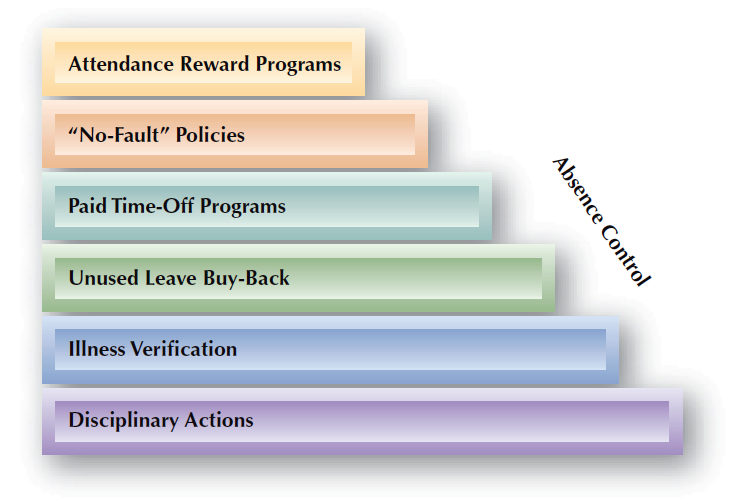 Attendance Reward Programs
“No-Fault” Policies
Paid Time-Off Programs
Unused Leave Buy-Back
Illness Verification
Disciplinary Actions
Absence Control